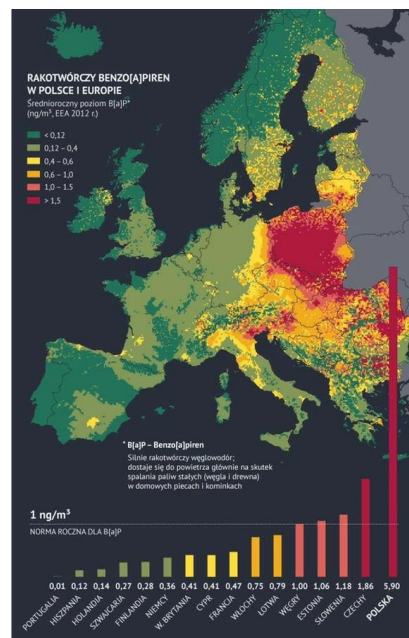 RAKOTWÓRCZY BENZO[A]PIREN
W POLSCE I EUROPIE
Średnioroczny poziom B[a]P*
(ng/m³, EEA 2012 r.)
< 0,12
0,12 – 0,4
0,4 – 0,6
0,6 – 1,0
1,0 – 1.5
> 1,5
* B[a]P – Benzo[a]piren
Silnie rakotwórczy węglowodór;
dostaje się do powietrza głównie na skutek
spalania paliw stałych (węgla i drewna)
w domowych piecach i kominkach
1 ng/m³
NORMA ROCZNA DLA B[a]P
0,01 0,12 0,14 0,27 0,28 0,36 0,41 0,41 0,47 0,75 0,79 1,00 1,06 1,18 1,86 5,90
PORTUGALIA
HISZPANIA
HOLANDIA
SZWAJCARIA
FINLANDIA
NIEMCY
W. BRYTANIA
CYPR
FRANCJA
WŁOCHY
ŁOTWA
WĘGRY
ESTONIA
SŁOWENIA
CZECHY
POLSKA